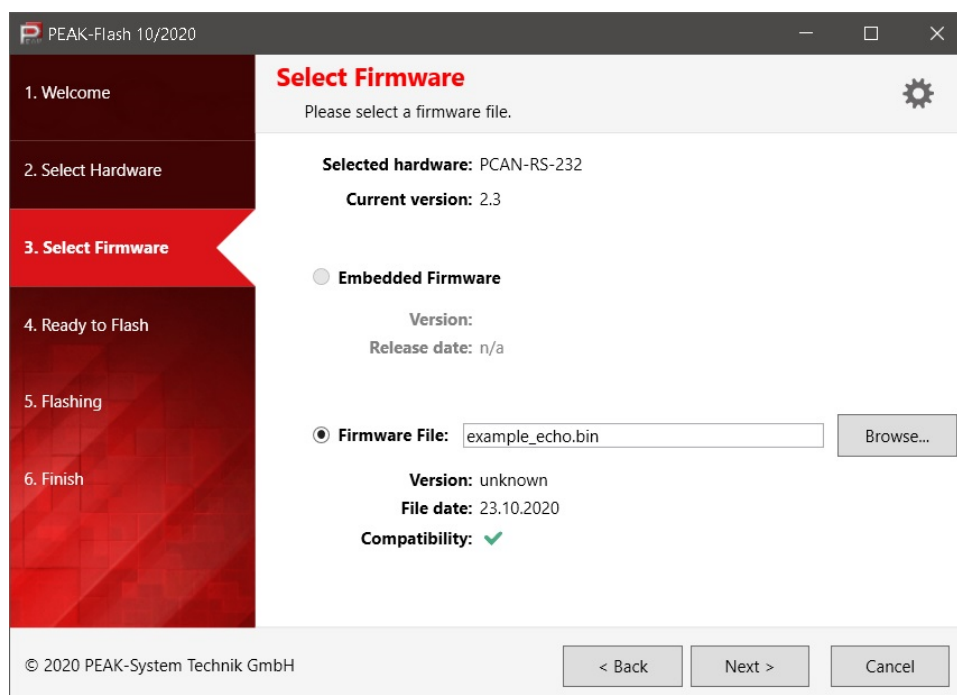 PEAK-Flash 10/2020
1. Welcome
2. Select Hardware
3. Select Firmware
4. Ready to Flash
5. Flashing
6. Finish
Select Firmware
Please select a firmware file.
Selected hardware: PCAN-RS-232
Current version: 2.3
Embedded Firmware
Version:
Release date: n/a
Firmware File: example_echo.bin Browse...
Version: unknown
File date: 23.10.2020
Compatibility:
© 2020 PEAK-System Technik GmbH < Back Next > Cancel